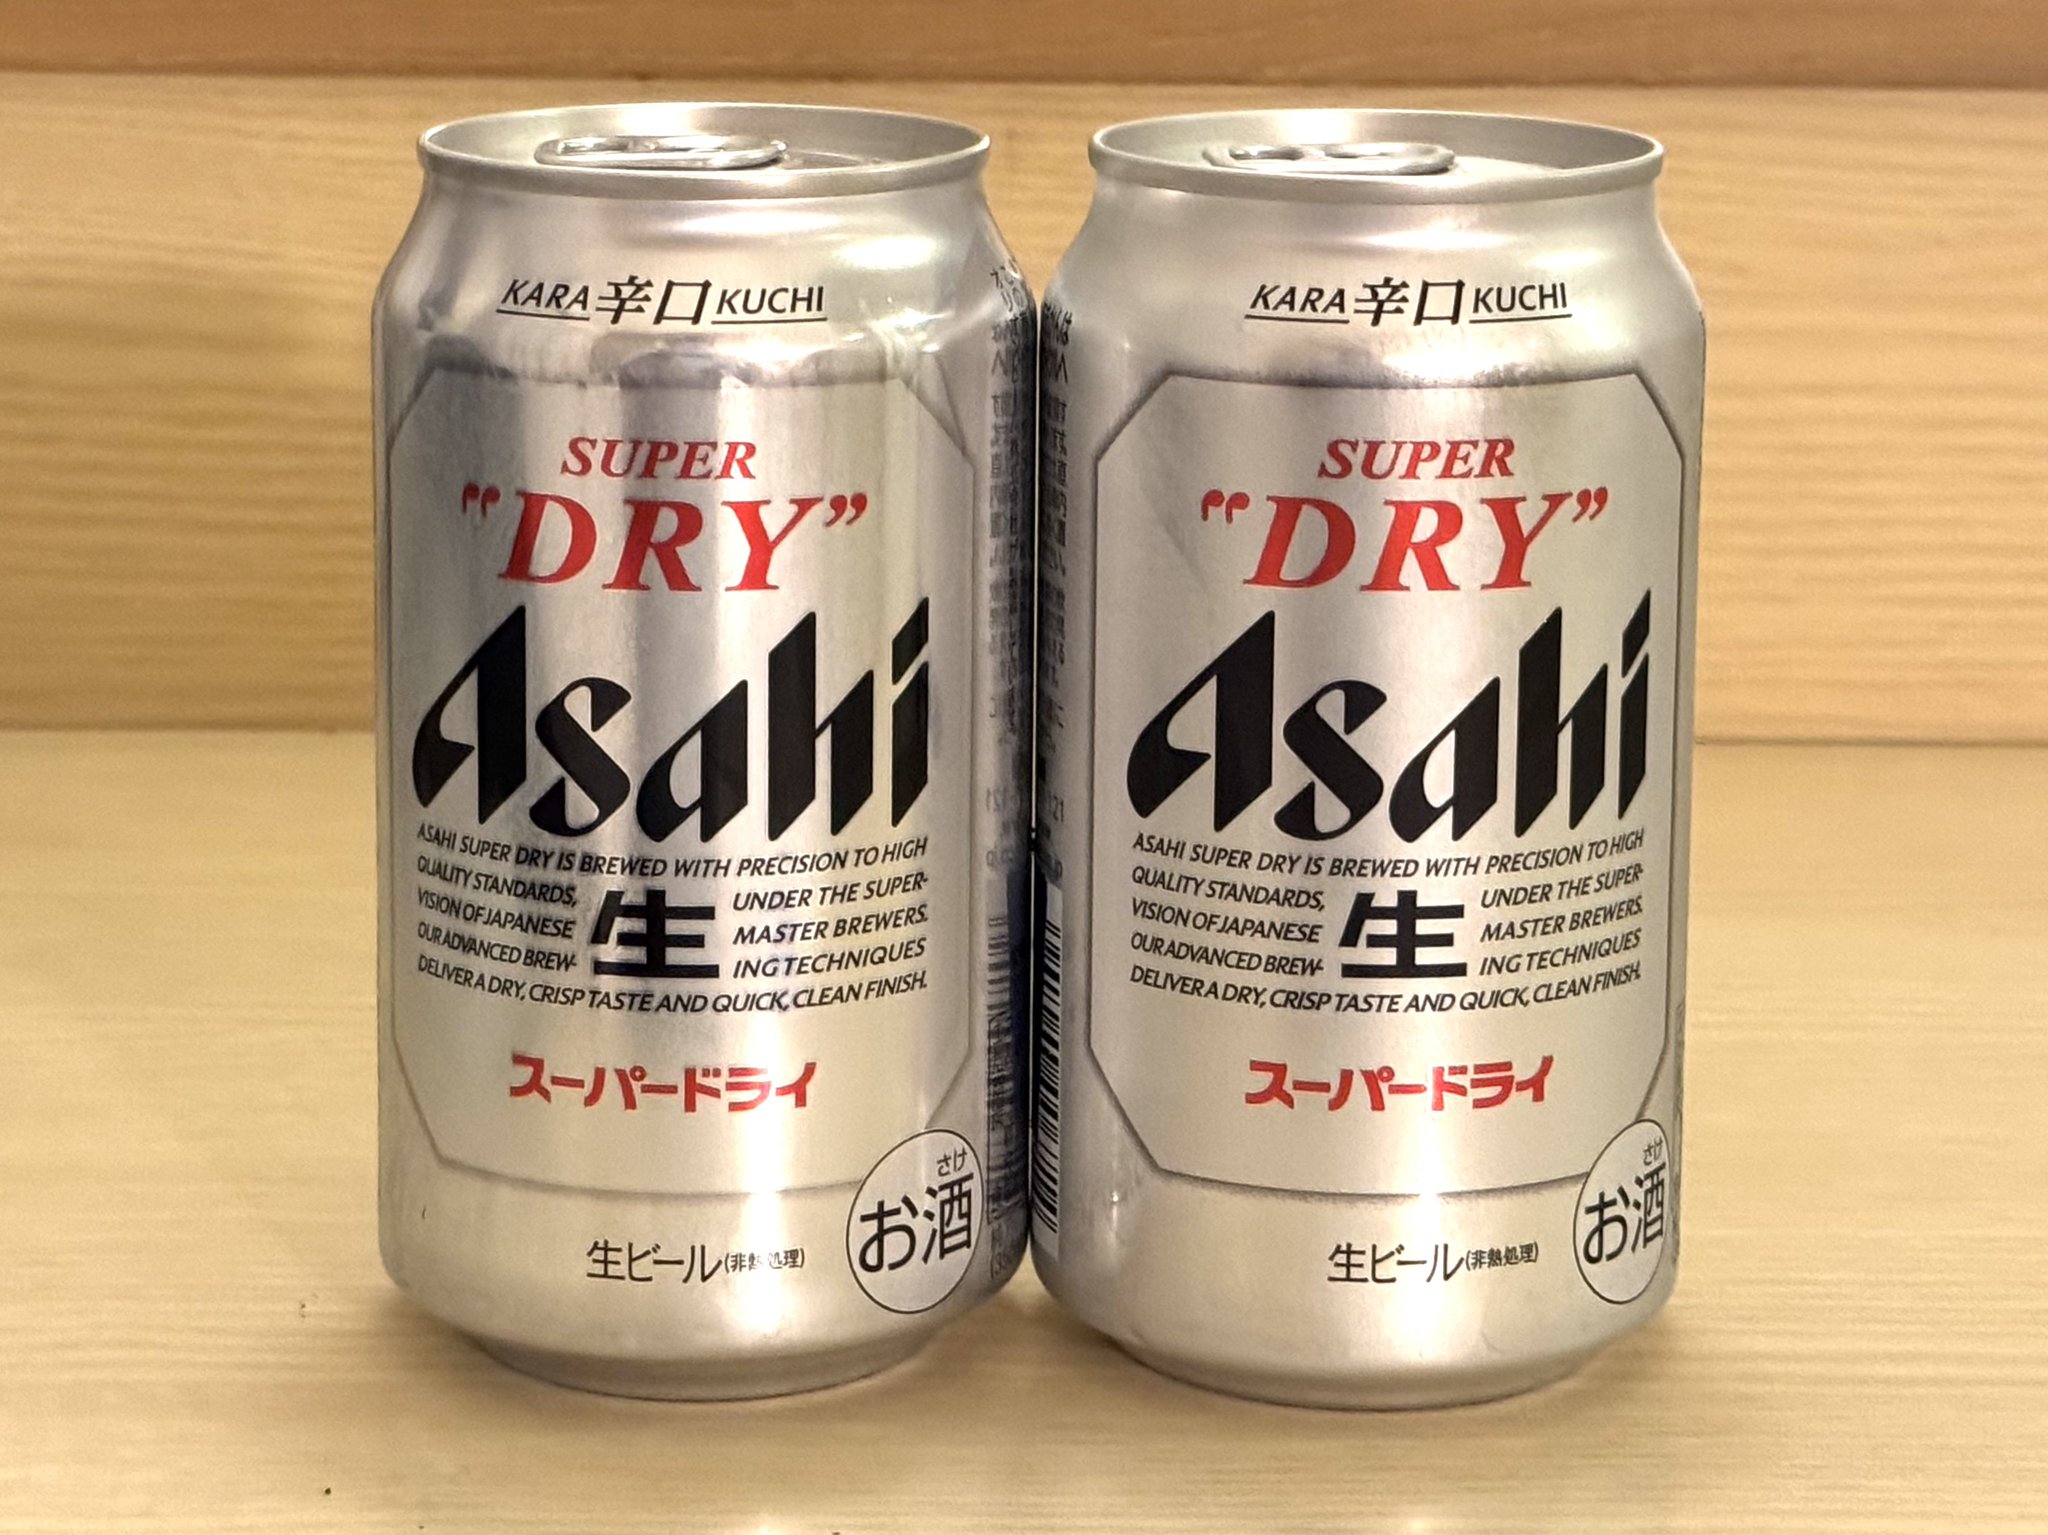 KARA 辛口 KUCHI
SUPER
"DRY"
Asahi
ASAHI SUPER DRY IS BREWED WITH PRECISION TO HIGH
QUALITY STANDARDS, UNDER THE SUPER-
VISION OF JAPANESE MASTER BREWERS.
OUR ADVANCED BREW- ING TECHNIQUES
DELIVER A DRY, CRISP TASTE AND QUICK, CLEAN FINISH.
生
スーパードライ
さけ
お酒
生ビール(非熱処理)
KARA 辛口 KUCHI
SUPER
"DRY"
Asahi
ASAHI SUPER DRY IS BREWED WITH PRECISION TO HIGH
QUALITY STANDARDS, UNDER THE SUPER-
VISION OF JAPANESE MASTER BREWERS.
OUR ADVANCED BREW- ING TECHNIQUES
DELIVER A DRY, CRISP TASTE AND QUICK, CLEAN FINISH.
生
スーパードライ
さけ
お酒
生ビール(非熱処理)